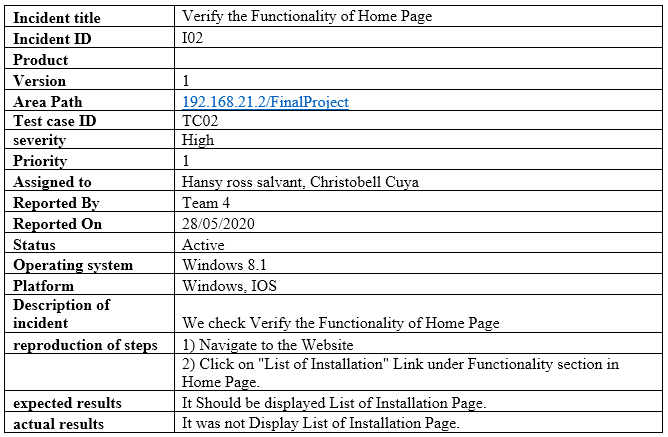 Incident title Verify the Functionality of Home Page
Incident ID I02
Product
Version 1
Area Path 192.168.21.2/FinalProject
Test case ID TC02
severity High
Priority 1
Assigned to Hansy ross salvant, Christobell Cuya
Reported By Team 4
Reported On 28/05/2020
Status Active
Operating system Windows 8.1
Platform Windows, IOS
Description of
incident We check Verify the Functionality of Home Page
reproduction of steps 1) Navigate to the Website
2) Click on "List of Installation" Link under Functionality section in
Home Page.
expected results It Should be displayed List of Installation Page.
actual results It was not Display List of Installation Page.